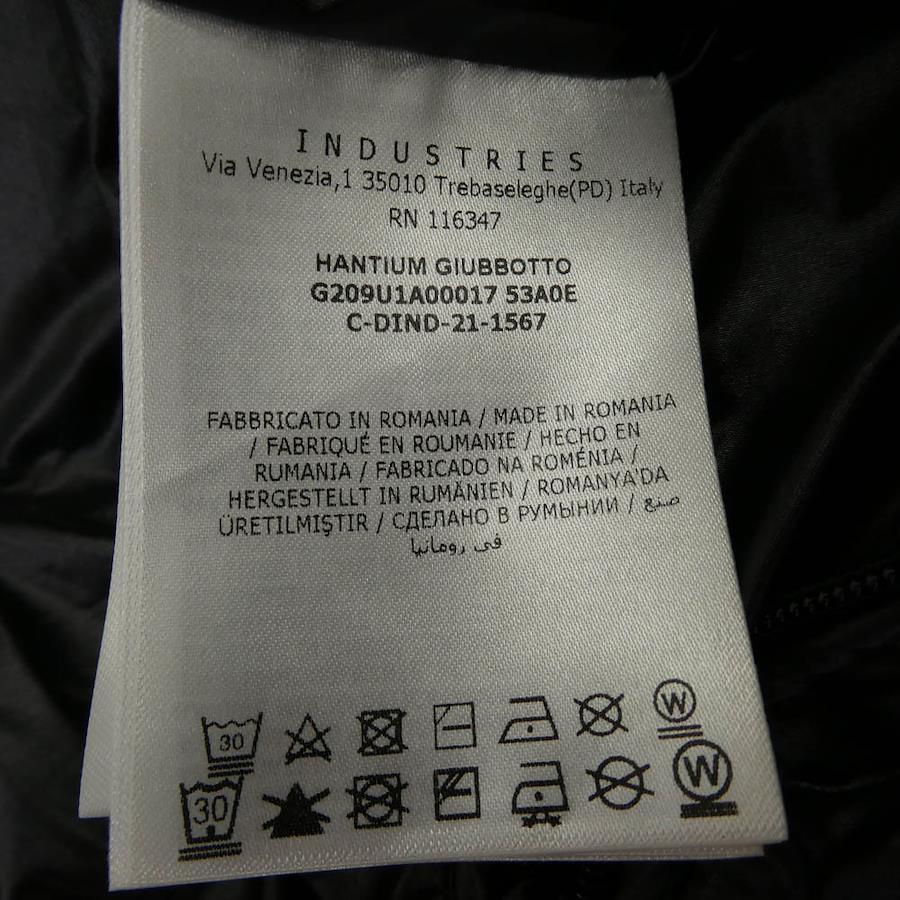 INDUSTRIES
Via Venezia,1 35010 Trebaseleghe(PD) Italy
RN 116347
HANTIUM GIUBBOTTO
G209U1A00017 53A0E
C-DIND-21-1567
FABBRICATO IN ROMANIA / MADE IN ROMANIA
/ FABRIQUÉ EN ROUMANIE / HECHO EN
RUMANIA / FABRICADO NA ROMÉNIA /
HERGESTELLT IN RUMÄNIEN / ROMANYA'DA
ÜRETILMIŞTIR / СДЕЛАНО В РУМЫНИИ / صنع
في رومانيا
30 W
30 W